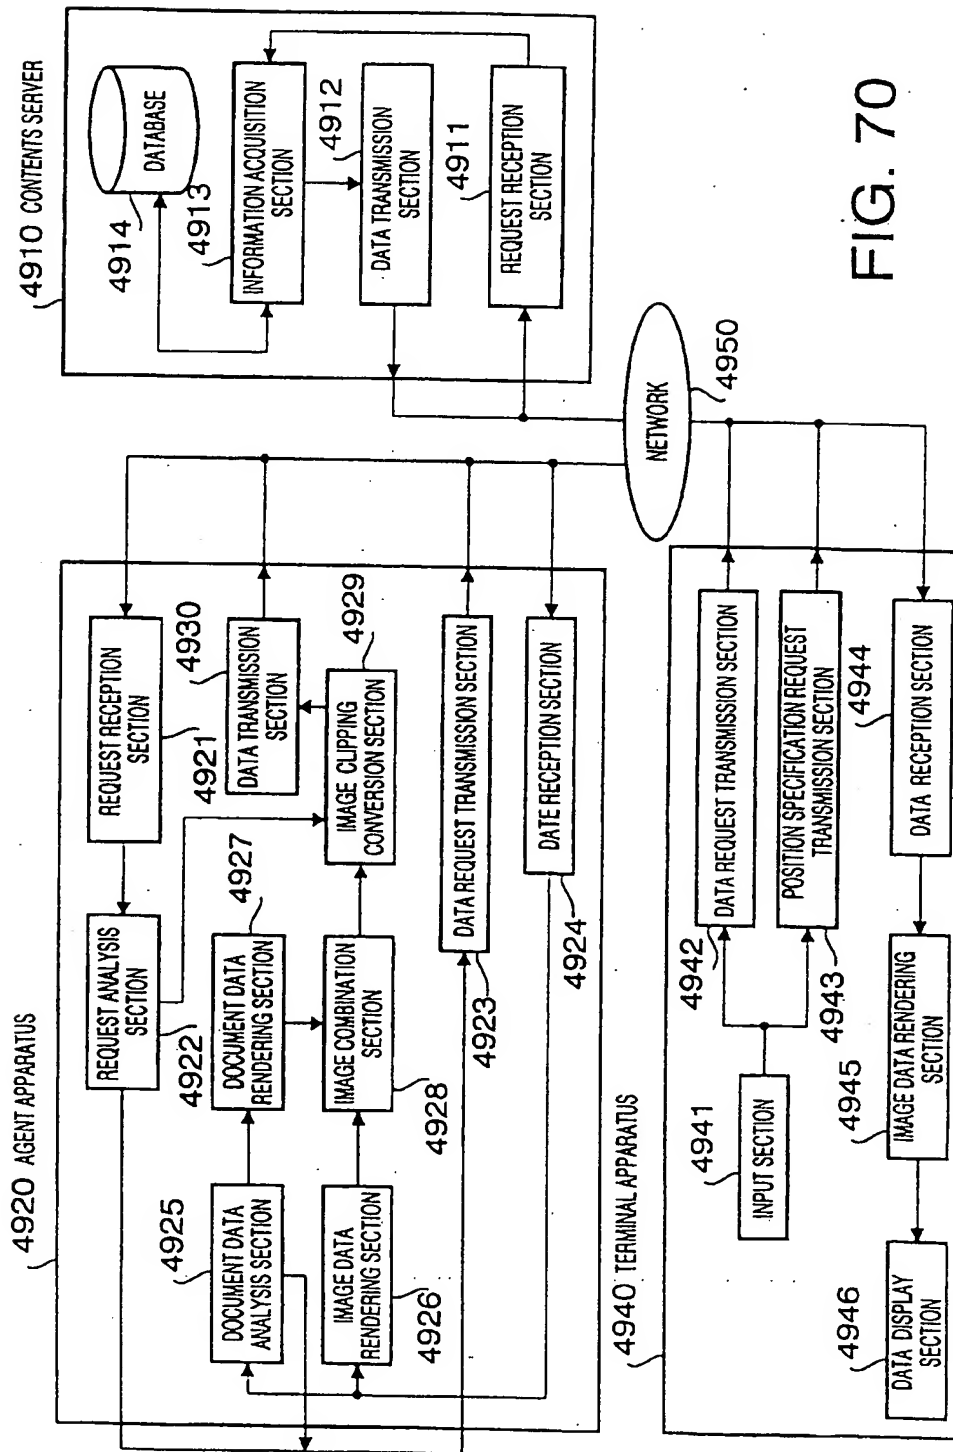 4910 CONTENTS SERVER
DATABASE
4914
4913
INFORMATION ACQUISITION
SECTION
4912
DATA TRANSMISSION
SECTION
4911
REQUEST RECEPTION
SECTION
4920 AGENT APPARATUS
REQUEST RECEPTION
SECTION
4921
REQUEST ANALYSIS
SECTION
4922
4930
DATA TRANSMISSION
SECTION
4929
IMAGE CLIPPING
CONVERSION SECTION
4927
DOCUMENT DATA
RENDERING SECTION
IMAGE COMBINATION
SECTION
4928
4925
DOCUMENT DATA
ANALYSIS SECTION
IMAGE DATA
RENDERING SECTION
4926
DATA REQUEST TRANSMISSION SECTION
4923
DATE RECEPTION SECTION
4924
NETWORK
4950
4940 TERMINAL APPARATUS
4941
INPUT SECTION
4942
DATA REQUEST TRANSMISSION SECTION
4943
POSITION SPECIFICATION REQUEST
TRANSMISSION SECTION
4944
DATA RECEPTION SECTION
4945
IMAGE DATA RENDERING
SECTION
4946
DATA DISPLAY
SECTION
FIG. 70